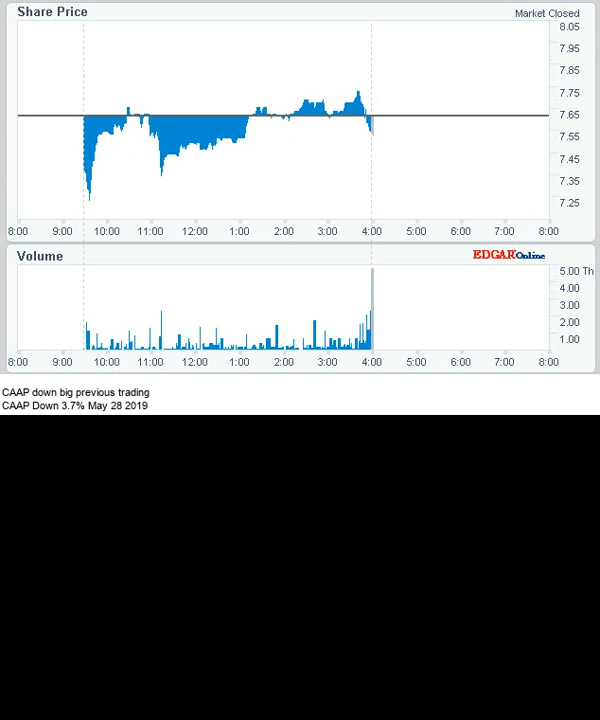 Share Price
Market Closed
8.05
7.95
7.85
7.75
7.65
7.55
7.45
7.35
7.25
8:00 9:00 10:00 11:00 12:00 1:00 2:00 3:00 4:00 5:00 6:00 7:00 8:00
Volume
EDGAR Online
5.00 Th
4.00
3.00
2.00
1.00
8:00 9:00 10:00 11:00 12:00 1:00 2:00 3:00 4:00 5:00 6:00 7:00 8:00
CAAP down big previous trading
CAAP Down 3.7% May 28 2019